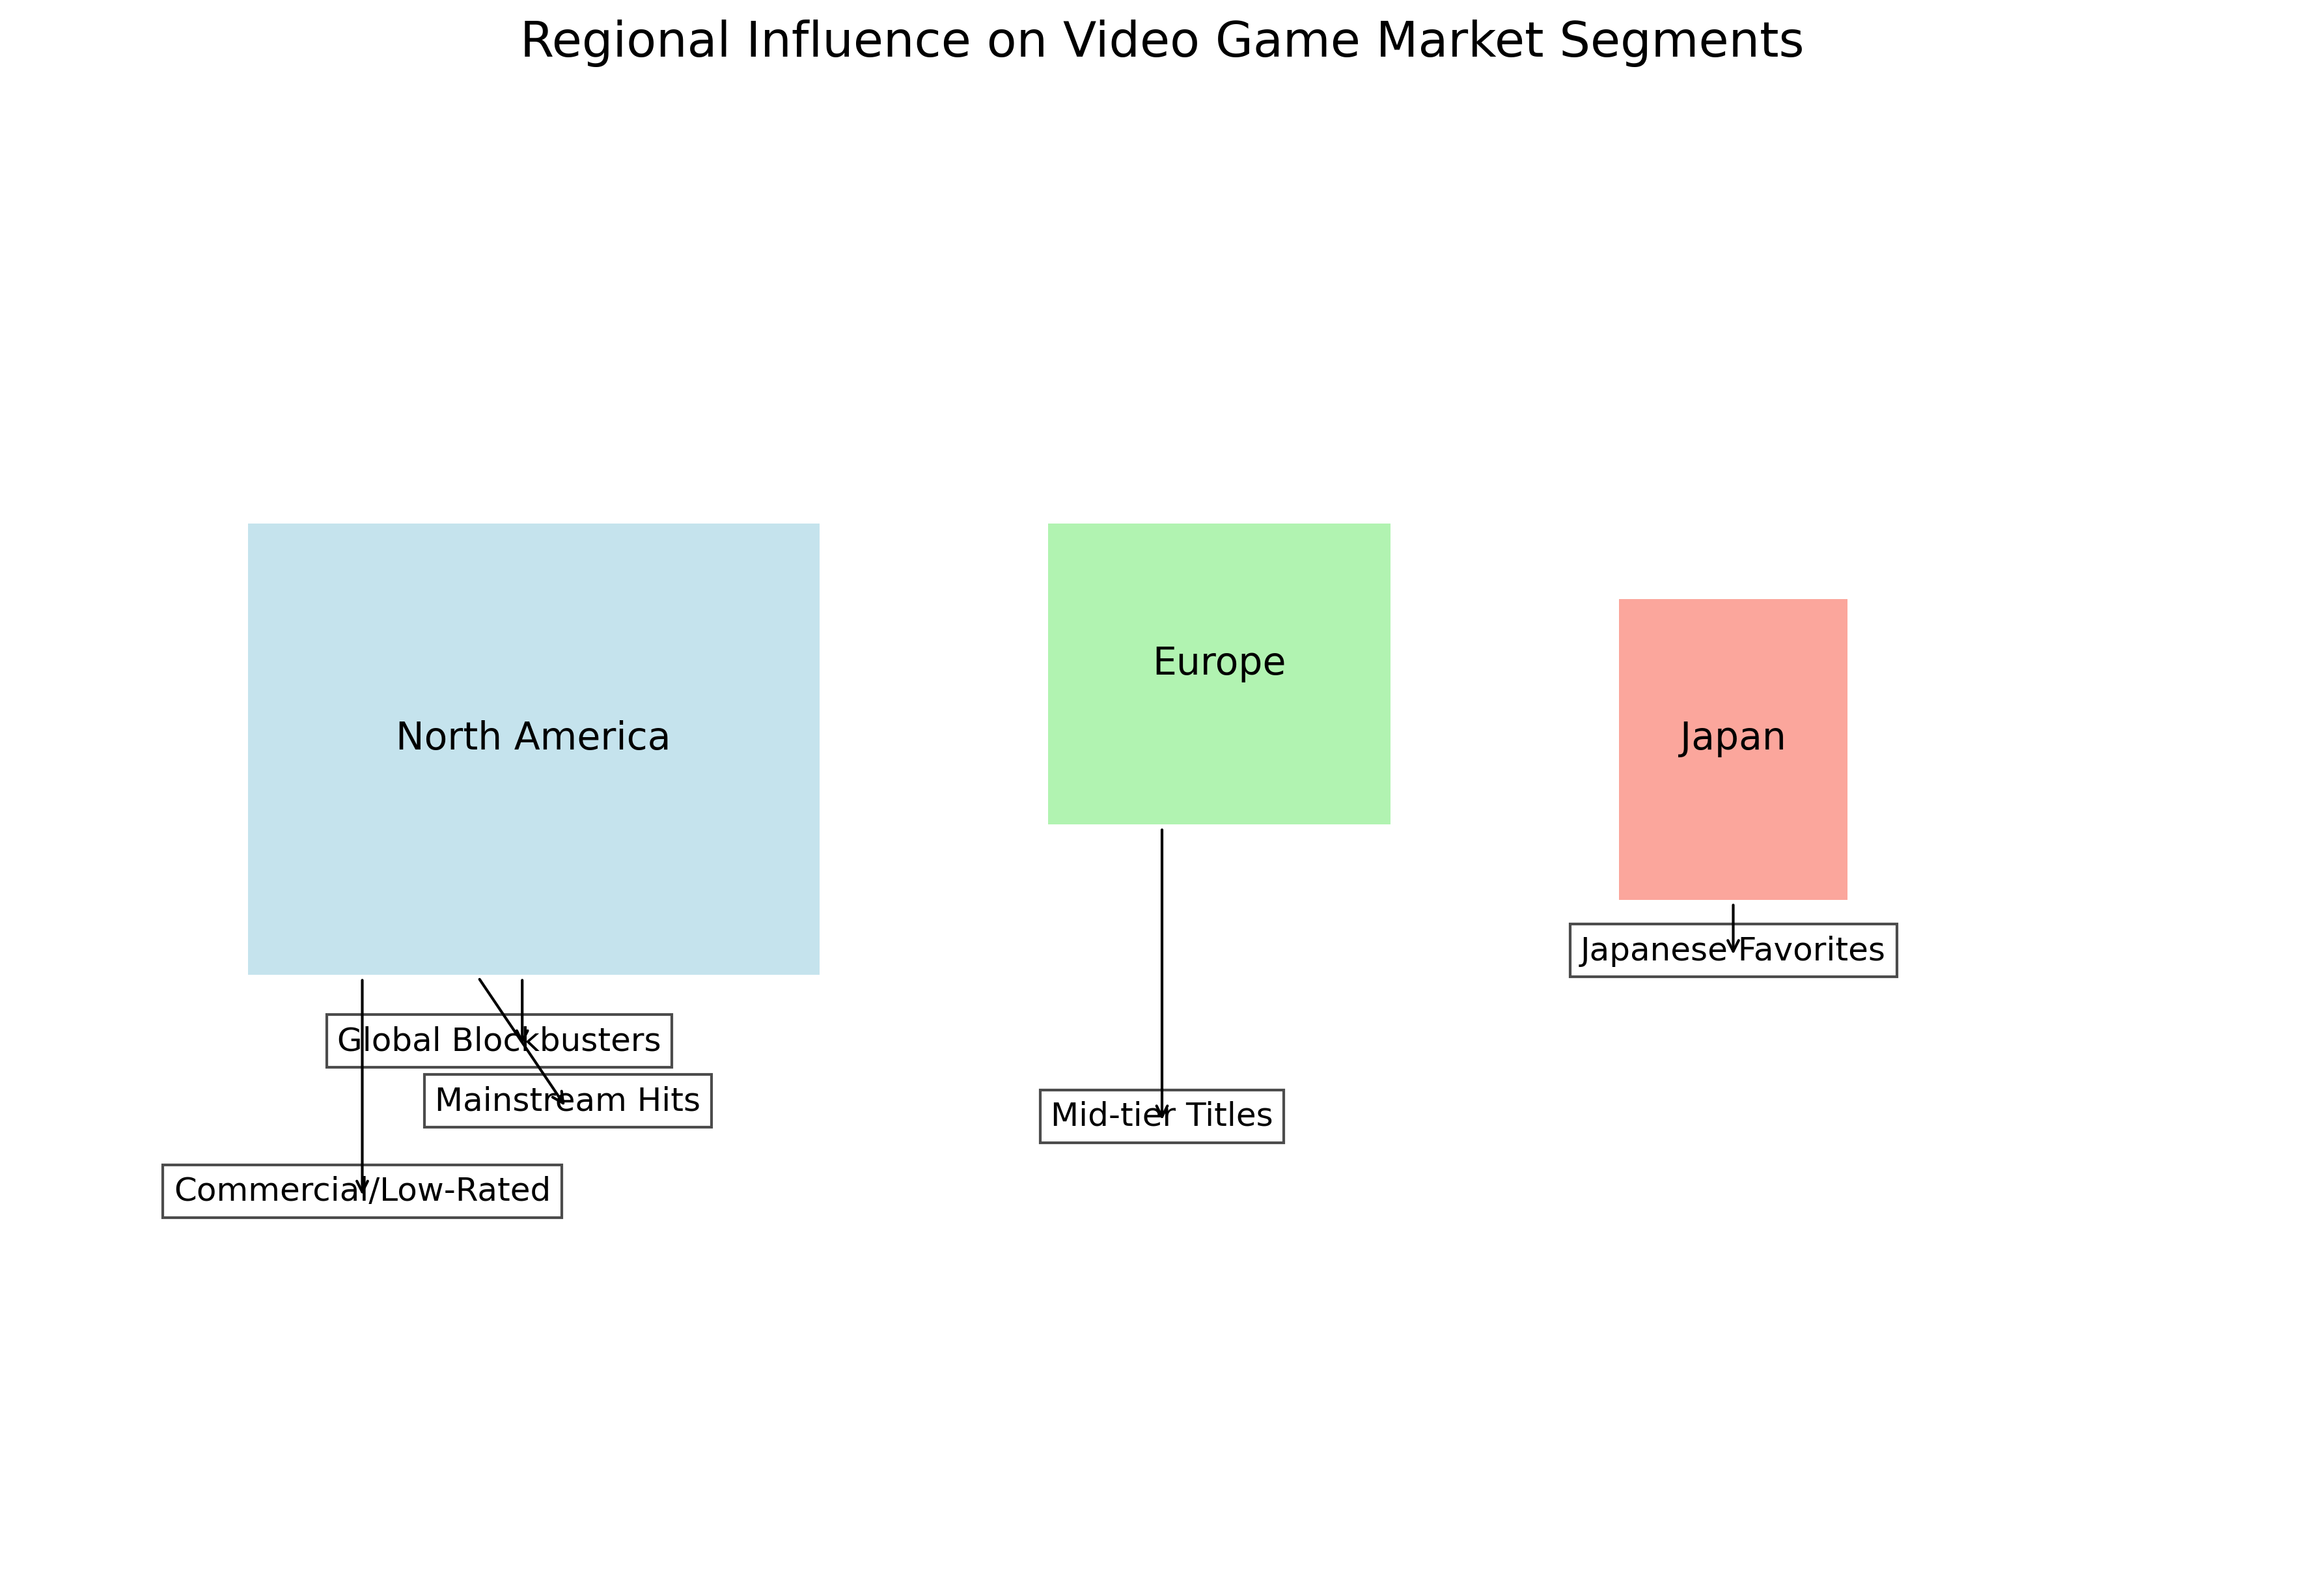 Regional Influence on Video Game Market Segments
North America
Europe
Japan
Japanese Favorites
Global Blockbusters
Mainstream Hits
Mid-tier Titles
Commercial/Low-Rated